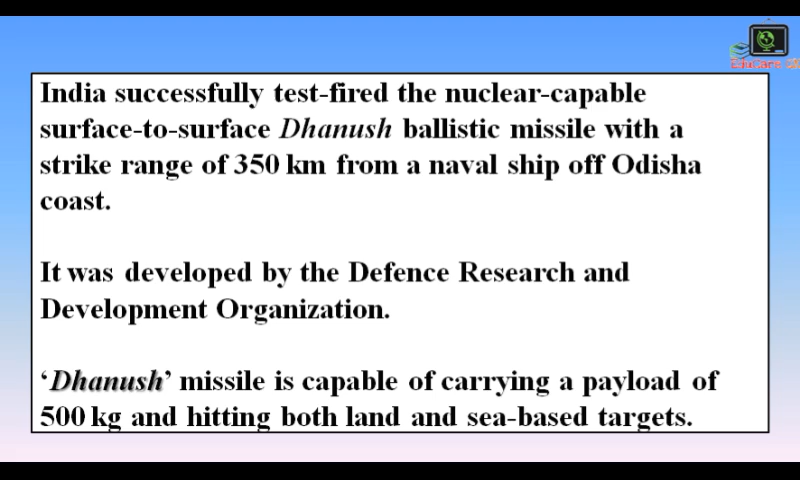 EduCare
India successfully test-fired the nuclear-capable
surface-to-surface Dhanush ballistic missile with a
strike range of 350 km from a naval ship off Odisha
coast.
It was developed by the Defence Research and
Development Organization.
‘Dhanush’ missile is capable of carrying a payload of
500 kg and hitting both land and sea-based targets.